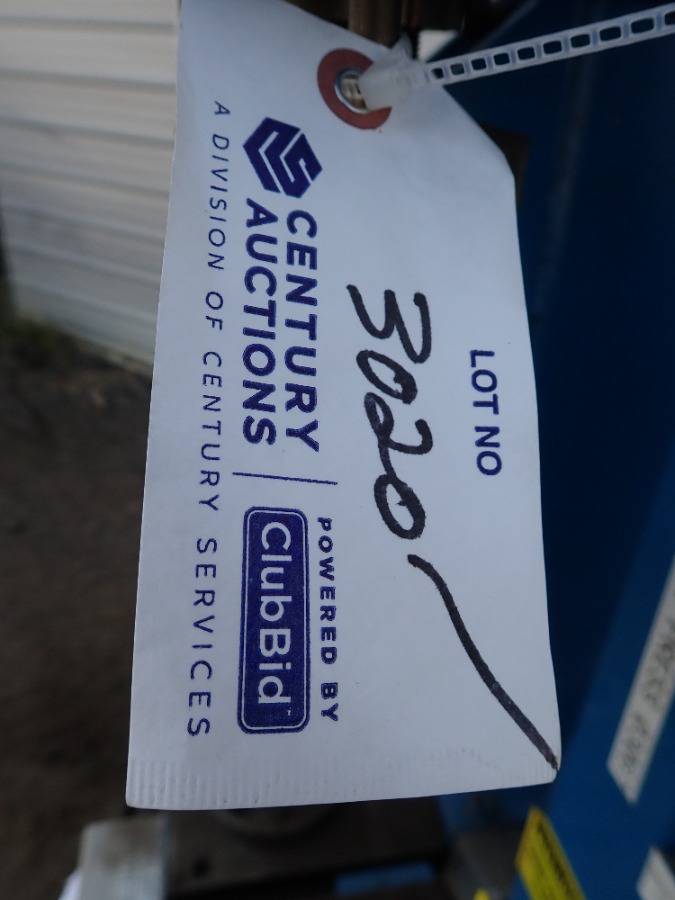 LOT NO
3020
CENTURY
AUCTIONS
POWERED BY
ClubBid
A DIVISION OF CENTURY SERVICES